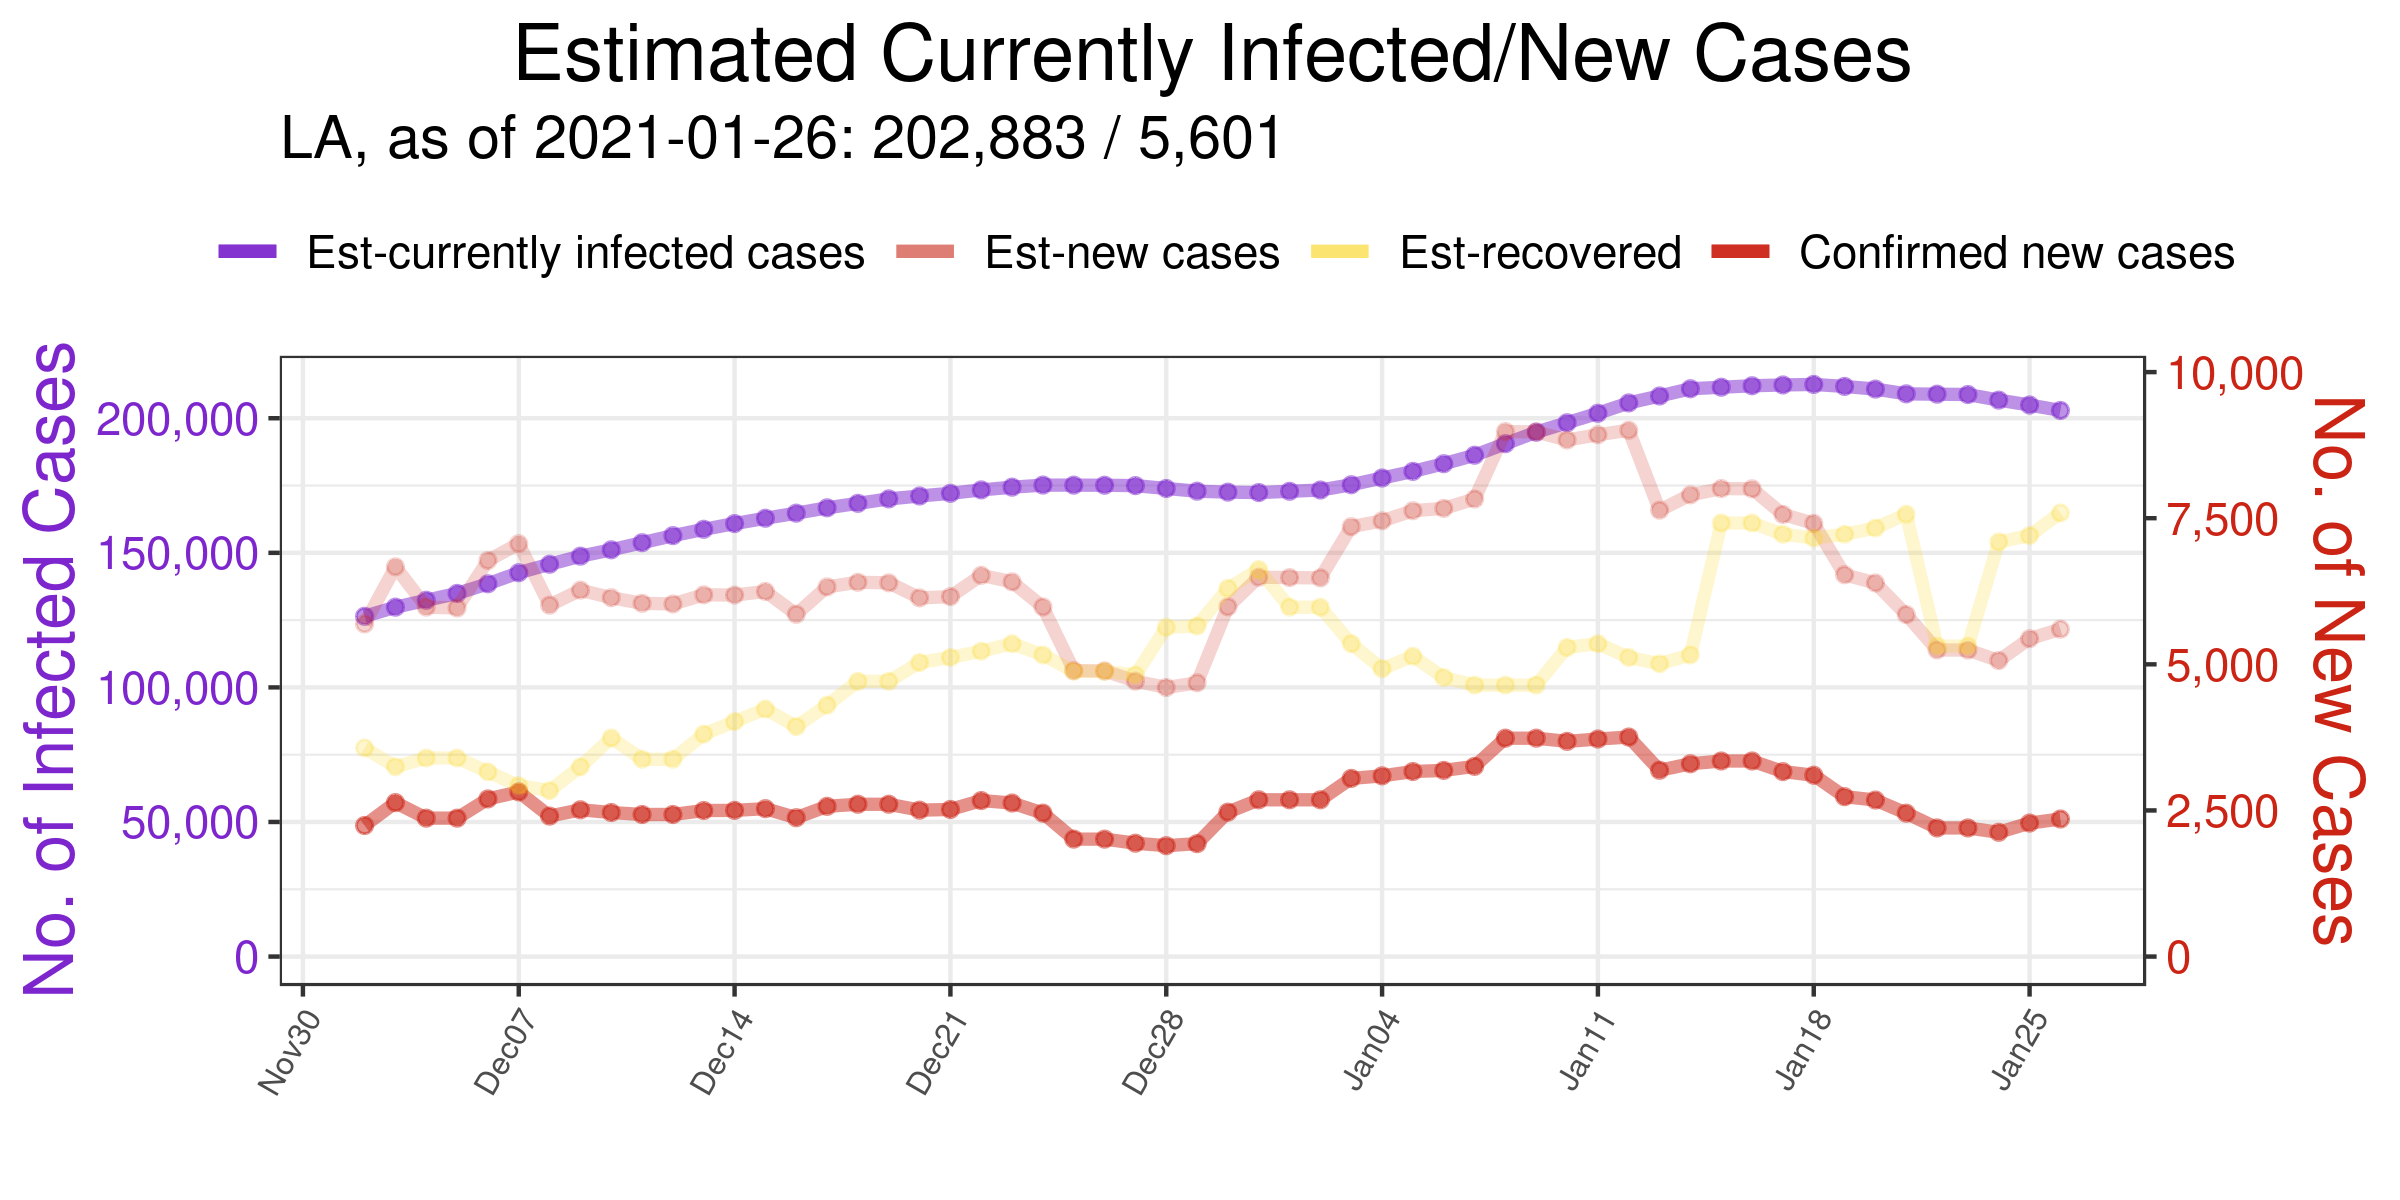 Estimated Currently Infected/New Cases
LA, as of 2021-01-26: 202,883 / 5,601
Est-currently infected cases
Est-new cases
Est-recovered
Confirmed new cases
No. of Infected Cases
200,000
150,000
100,000
50,000
0
10,000
7,500
5,000
2,500
0
No. of New Cases
Nov30
Dec07
Dec14
Dec21
Dec28
Jan04
Jan11
Jan18
Jan25